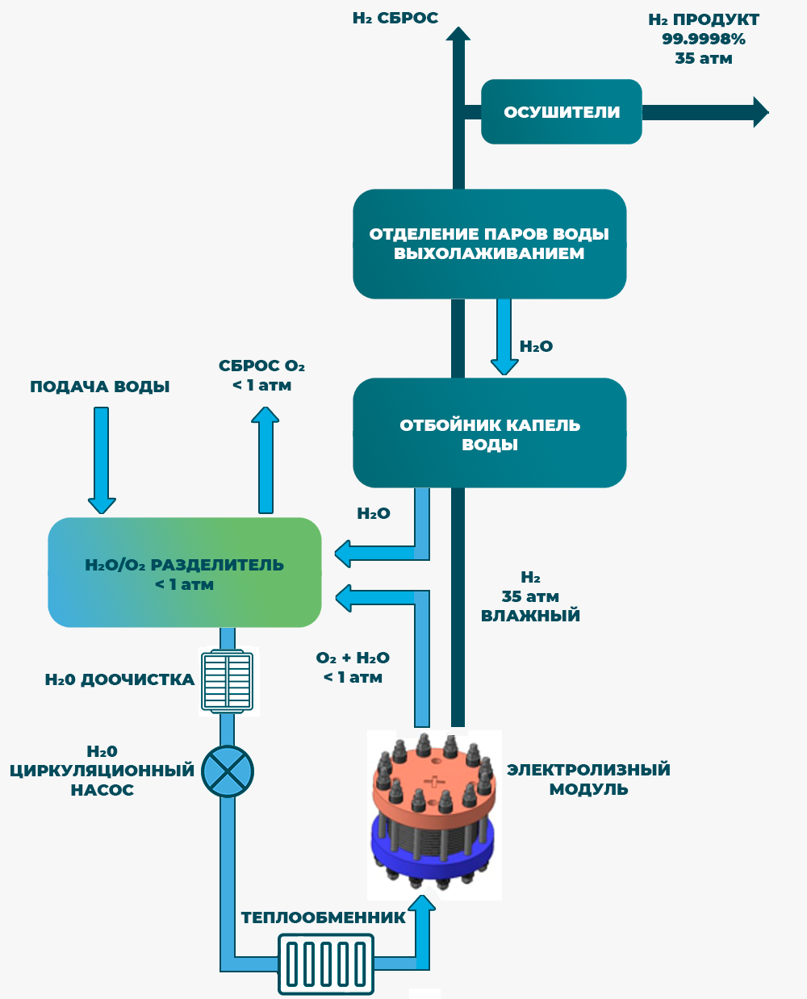 H₂ СБРОС
H₂ ПРОДУКТ
99.9998%
35 атм
ОСУШИТЕЛИ
ОТДЕЛЕНИЕ ПАРОВ ВОДЫ
ВЫХОЛАЖИВАНИЕМ
H₂O
СБРОС O₂
< 1 атм
ПОДАЧА ВОДЫ
ОТБОЙНИК КАПЕЛЬ
ВОДЫ
H₂O
H₂O/O₂ РАЗДЕЛИТЕЛЬ
< 1 атм
H₂
35 атм
ВЛАЖНЫЙ
O₂ + H₂O
< 1 атм
H₂0 ДООЧИСТКА
H₂0
ЦИРКУЛЯЦИОННЫЙ
НАСОС
ЭЛЕКТРОЛИЗНЫЙ
МОДУЛЬ
ТЕПЛООБМЕННИК